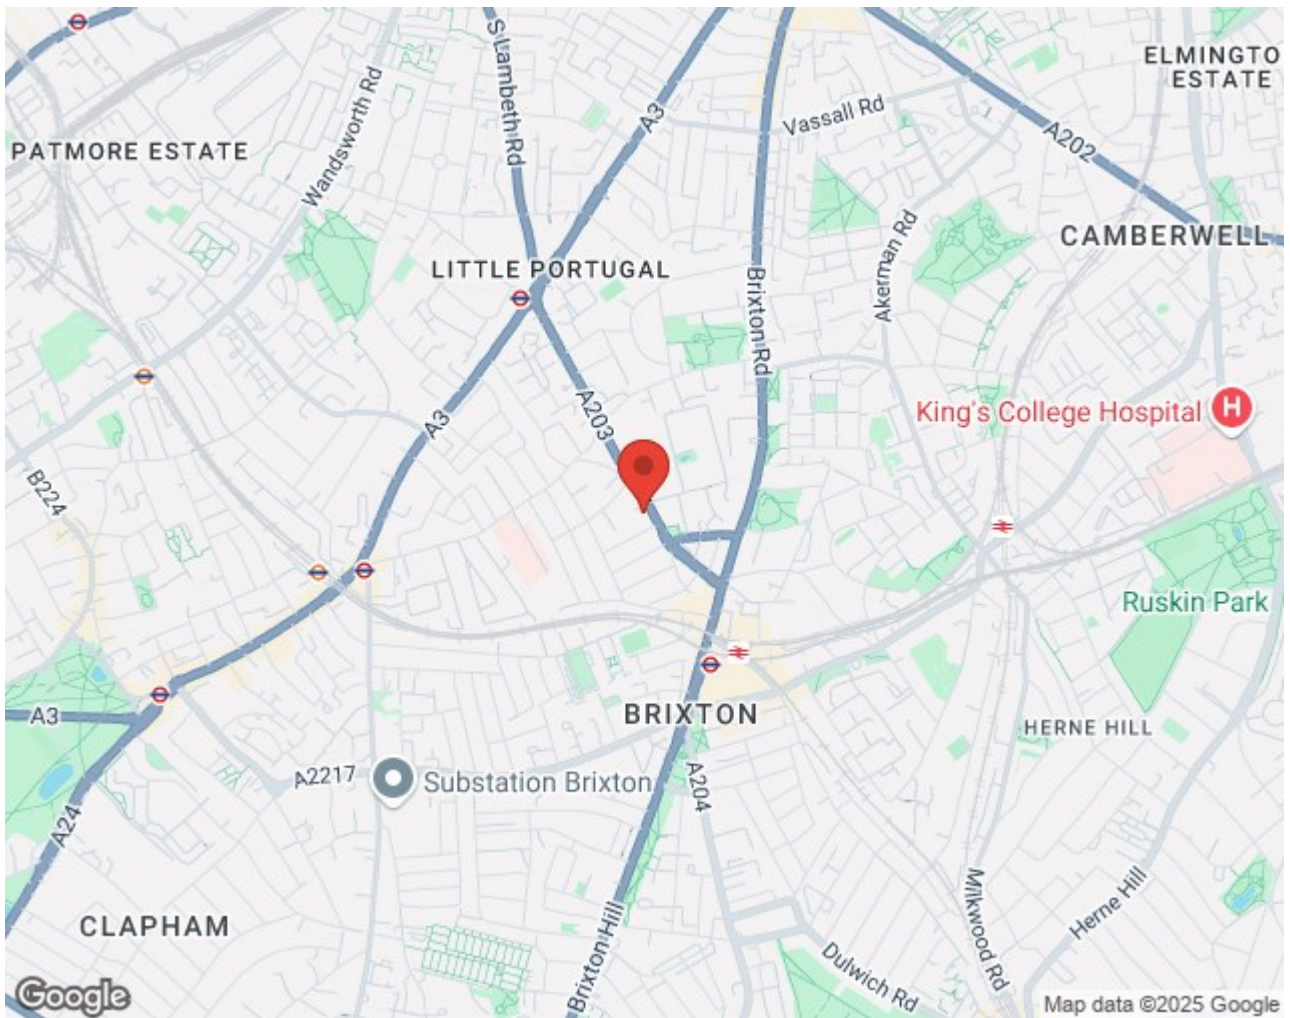 S Lambeth Rd
A3
Wandsworth Rd
Vassall Rd
A202
ELMINGTO
ESTATE
PATMORE ESTATE
CAMBERWELL
LITTLE PORTUGAL
Akerman Rd
Brixton Rd
A203
A3
King's College Hospital
H
B224
Ruskin Park
BRIXTON
A3
HERNE HILL
A2217
Substation Brixton
A204
A24
CLAPHAM
Brixton Hill
Milkwood Rd
Herne Hill
Dulwich Rd
Google
Map data ©2025 Google